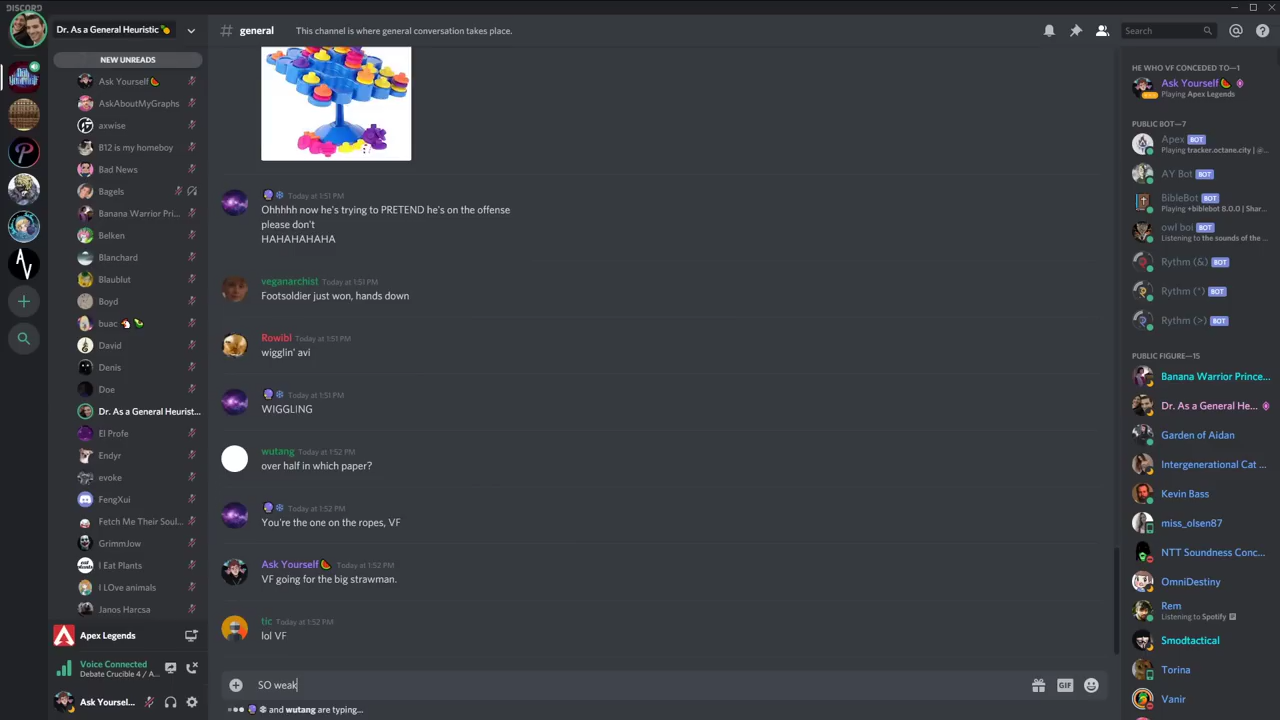 DISCORD
Dr. As a General Heuristic
NEW UNREADS
Ask Yourself
AskAboutMyGraphs
axwise
B12 is my homeboy
Bad News
Bagels
Banana Warrior Pri...
Belken
Blanchard
Blaublut
Boyd
buac
David
Denis
Doe
Dr. As a General Heurist...
El Profe
Endyr
evoke
FengXui
Fetch Me Their Soul...
GrimmJow
I Eat Plants
I LOve animals
Janos Harcsa
Apex Legends
Voice Connected
Debate Crucible 4 / A...
Ask Yoursel...
# general
This channel is where general conversation takes place.
Search
Today at 1:51 PM
Ohhhhh now he's trying to PRETEND he's on the offense
please don't
HAHAHAHAHA
veganarchist Today at 1:51 PM
Footsoldier just won, hands down
Rowibl Today at 1:51 PM
wigglin' avi
Today at 1:51 PM
WIGGLING
wutang Today at 1:52 PM
over half in which paper?
Today at 1:52 PM
You're the one on the ropes, VF
Ask Yourself Today at 1:52 PM
VF going for the big strawman.
tic Today at 1:52 PM
lol VF
SO weak
GIF
and wutang are typing...
HE WHO VF CONCEDED TO—1
Ask Yourself
Playing Apex Legends
PUBLIC BOT—7
Apex BOT
Playing tracker.octane.city | @...
AY Bot BOT
BibleBot BOT
Playing +biblebot 8.0.0 | Shar...
owl boi BOT
Listening to the sounds of the ...
Rythm (&) BOT
Rythm (^) BOT
Rythm (>) BOT
PUBLIC FIGURE—15
Banana Warrior Prince...
Dr. As a General He...
Garden of Aidan
Intergenerational Cat ...
Kevin Bass
miss_olsen87
NTT Soundness Conc...
OmniDestiny
Rem
Listening to Spotify
Smodtactical
Torina
Vanir